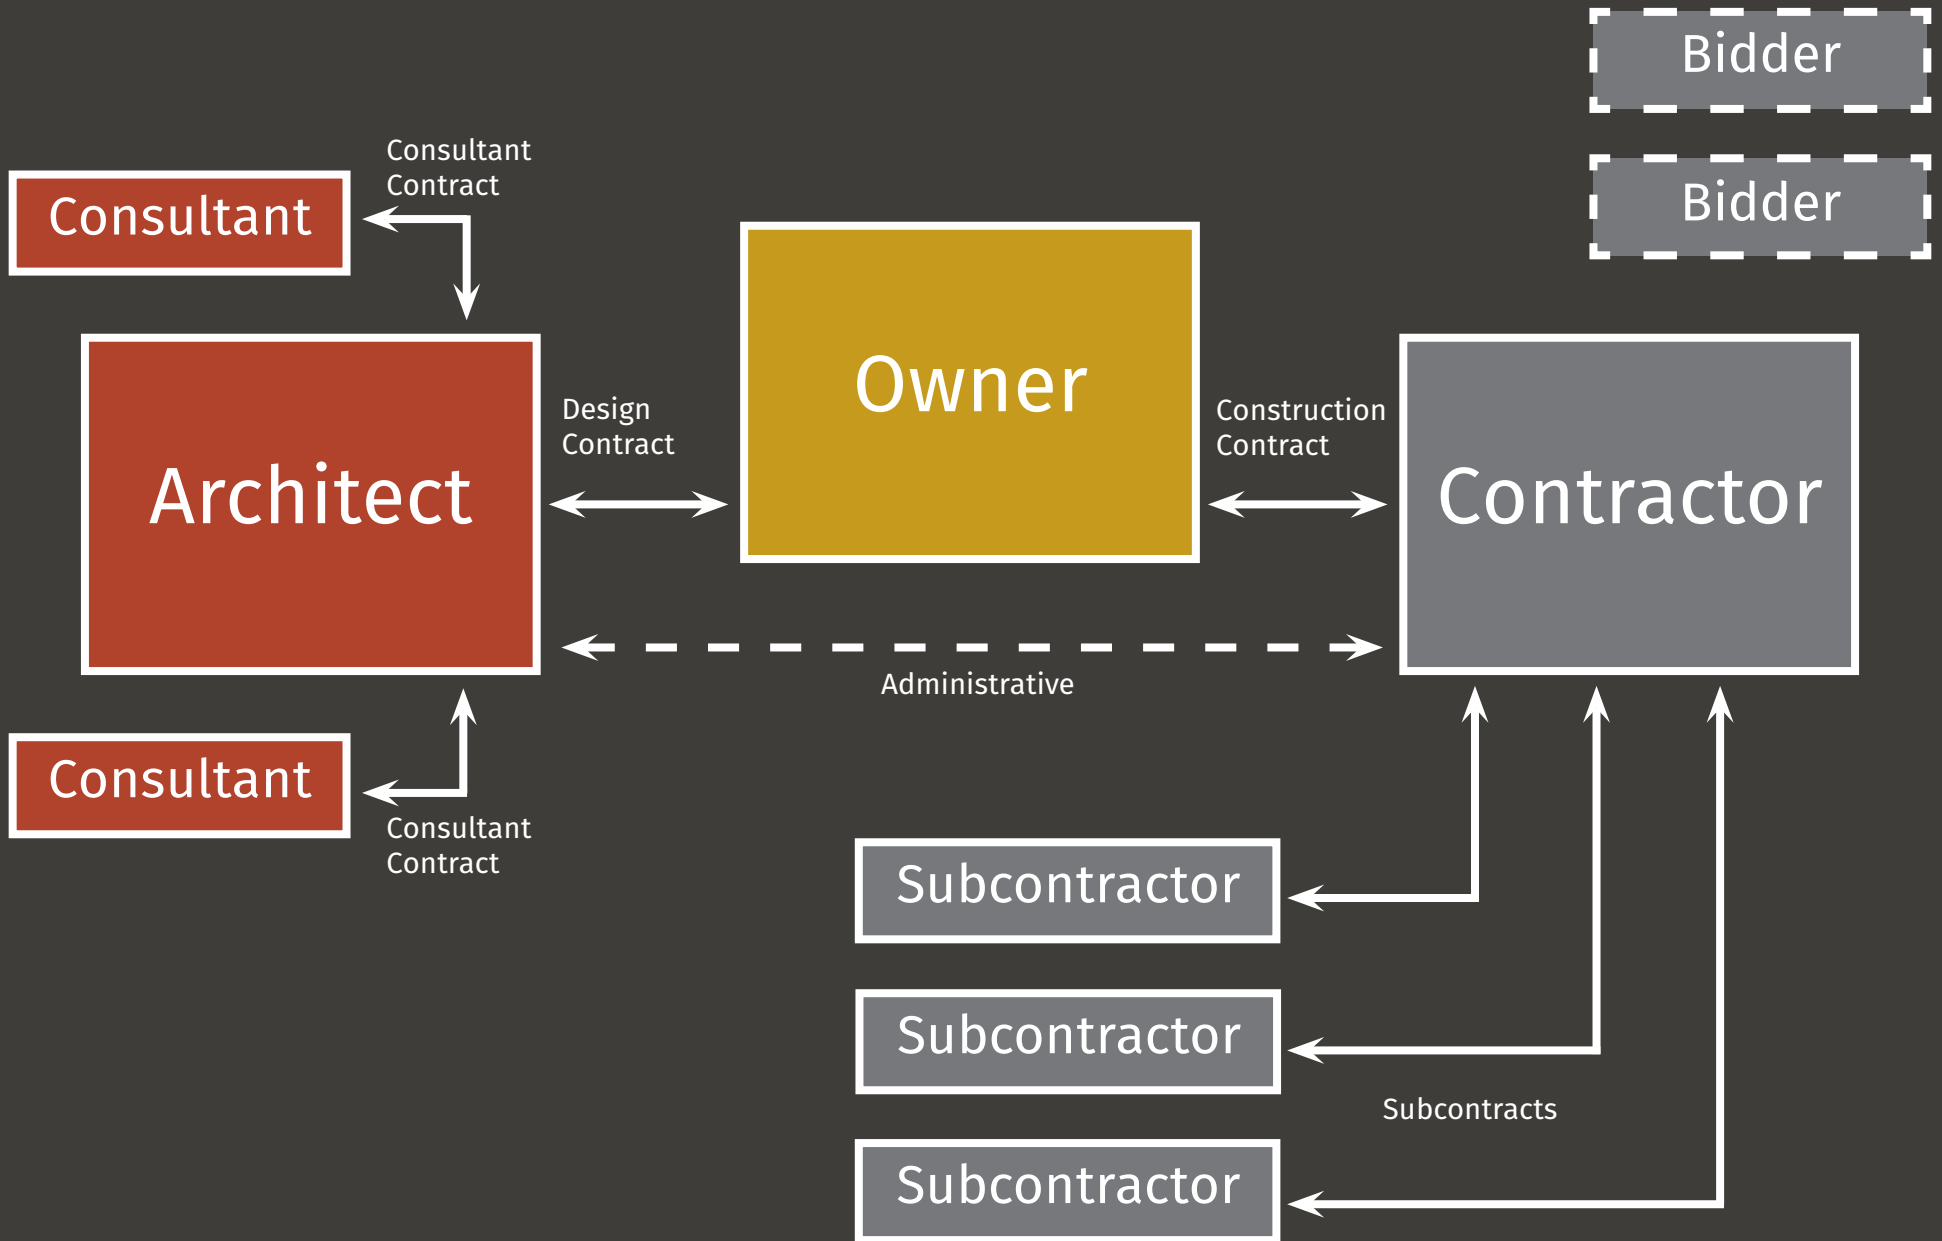 Bidder
Bidder
Consultant
Contract
Consultant
Owner
Architect
Design
Contract
Construction
Contract
Contractor
Administrative
Consultant
Consultant
Contract
Subcontractor
Subcontractor
Subcontracts
Subcontractor